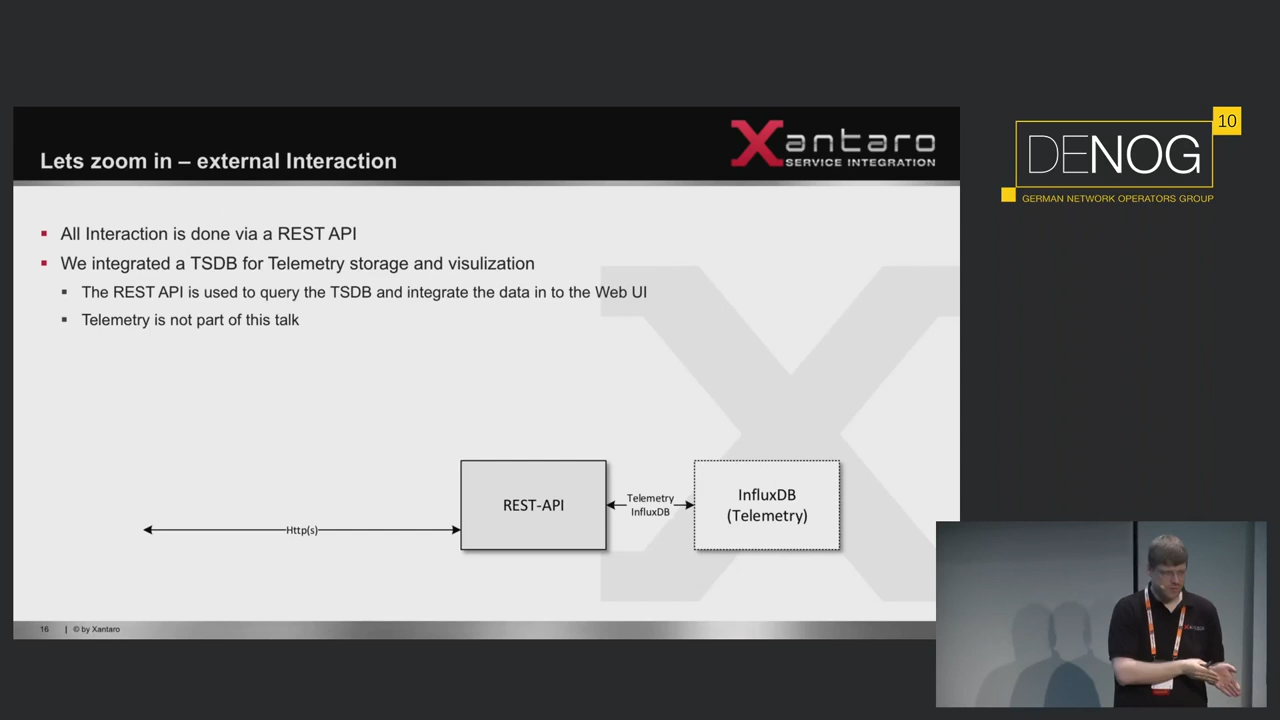 Lets zoom in – external Interaction
Xantaro
SERVICE INTEGRATION
10
DENOG
GERMAN NETWORK OPERATORS GROUP
All Interaction is done via a REST API
We integrated a TSDB for Telemetry storage and visulization
The REST API is used to query the TSDB and integrate the data in to the Web UI
Telemetry is not part of this talk
Http(s)
REST-API
Telemetry
InfluxDB
InfluxDB
(Telemetry)
16 | © by Xantaro